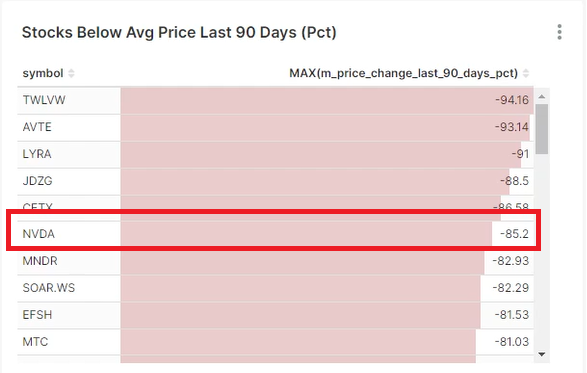 Stocks Below Avg Price Last 90 Days (Pct)
symbol MAX(m_price_change_last_90_days_pct)
TWLVW -94.16
AVTE -93.14
LYRA -91
JDZG -88.5
CETX -86.58
NVDA -85.2
MNDR -82.93
SOAR.WS -82.29
EFSH -81.53
MTC -81.03